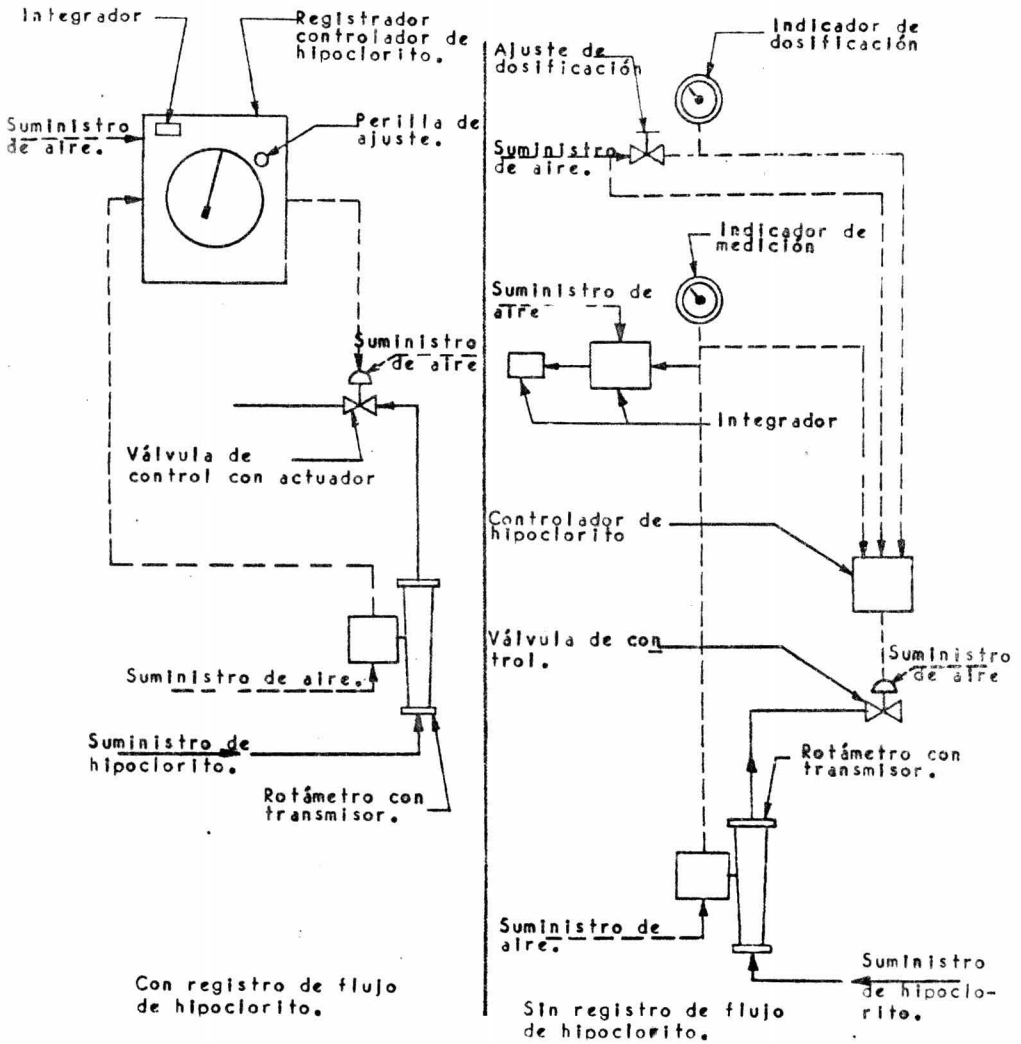 Integrador
Registrador
controlador de
hipoclorito.
Suministro
de aire.
Perilla de
ajuste.
Suministro
de aire
Válvula de
control con actuador
Suministro de aire.
Suministro de
hipoclorito.
Rotámetro con
transmisor.
Con registro de flujo
de hipoclorito.
Indicador de
dosificación
Ajuste de
dosificación
Suministro
de aire.
Indicador de
medición
Suministro de
aire
Integrador
Controlador de
hipoclorito
Válvula de con
trol.
Suministro
de aire
Rotámetro con
transmisor.
Suministro de
aire.
Suministro
de hipoclo-
rito.
Sin registro de flujo
de hipoclorito.